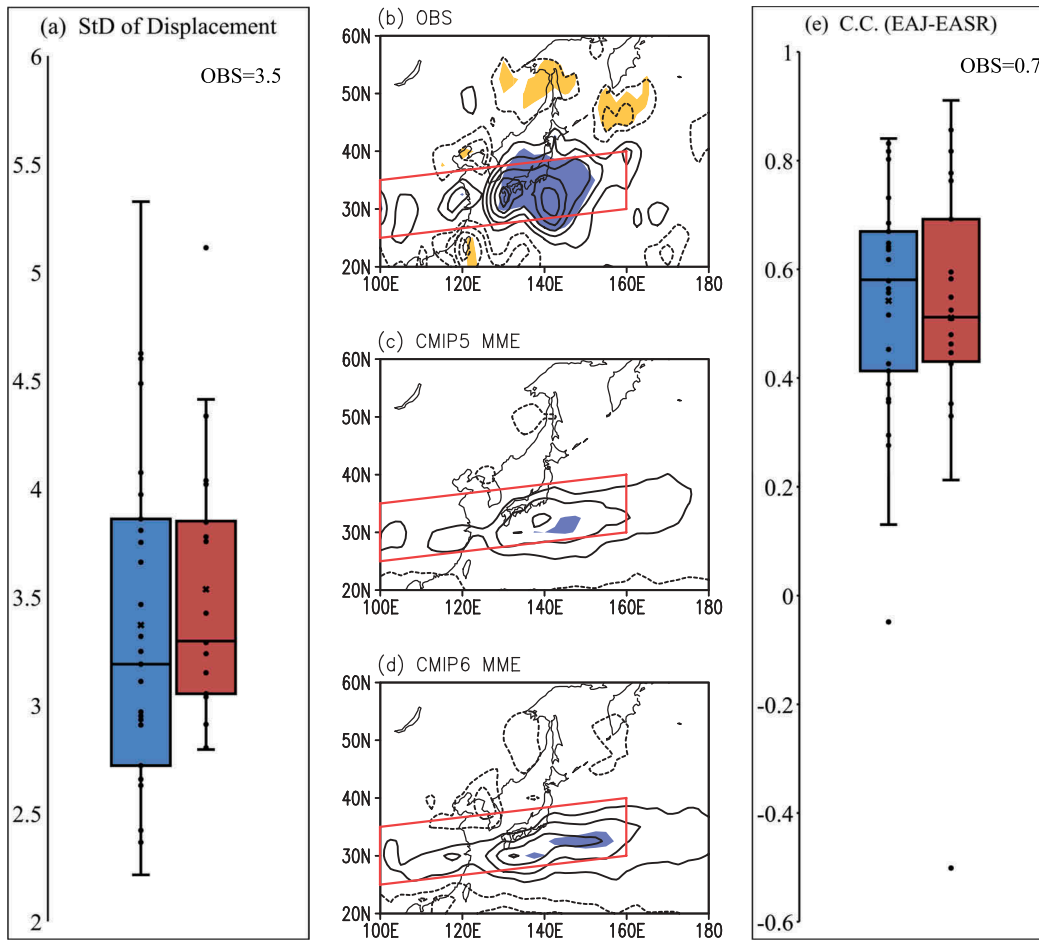 (a) StD of Displacement
OBS=3.5
6
5.5
5
4.5
4
3.5
3
2.5
2
(b) OBS
60N
50N
40N
30N
20N
100E
120E
140E
160E
180
(c) CMIP5 MME
60N
50N
40N
30N
20N
100E
120E
140E
160E
180
(d) CMIP6 MME
60N
50N
40N
30N
20N
100E
120E
140E
160E
180
(e) C.C. (EAJ-EASR)
OBS=0.7
1
0.8
0.6
0.4
0.2
0
-0.2
-0.4
-0.6